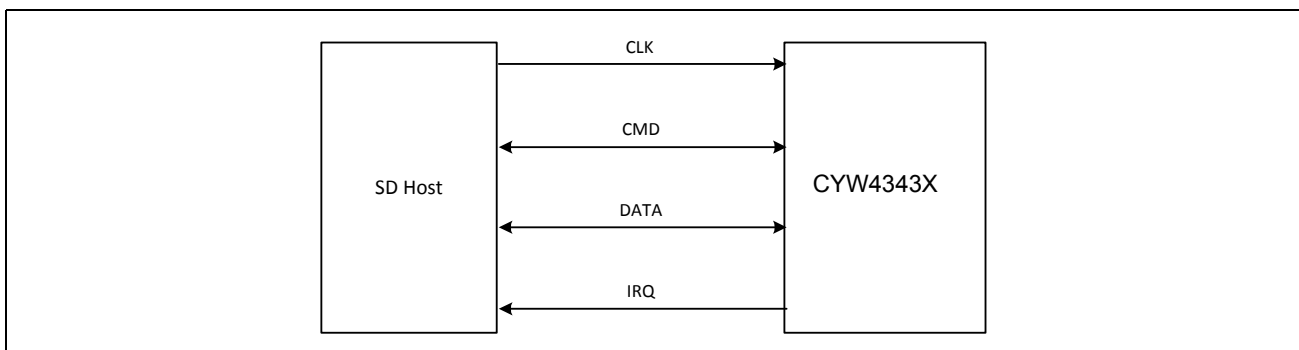 CLK
CMD
SD Host
CYW4343X
DATA
IRQ